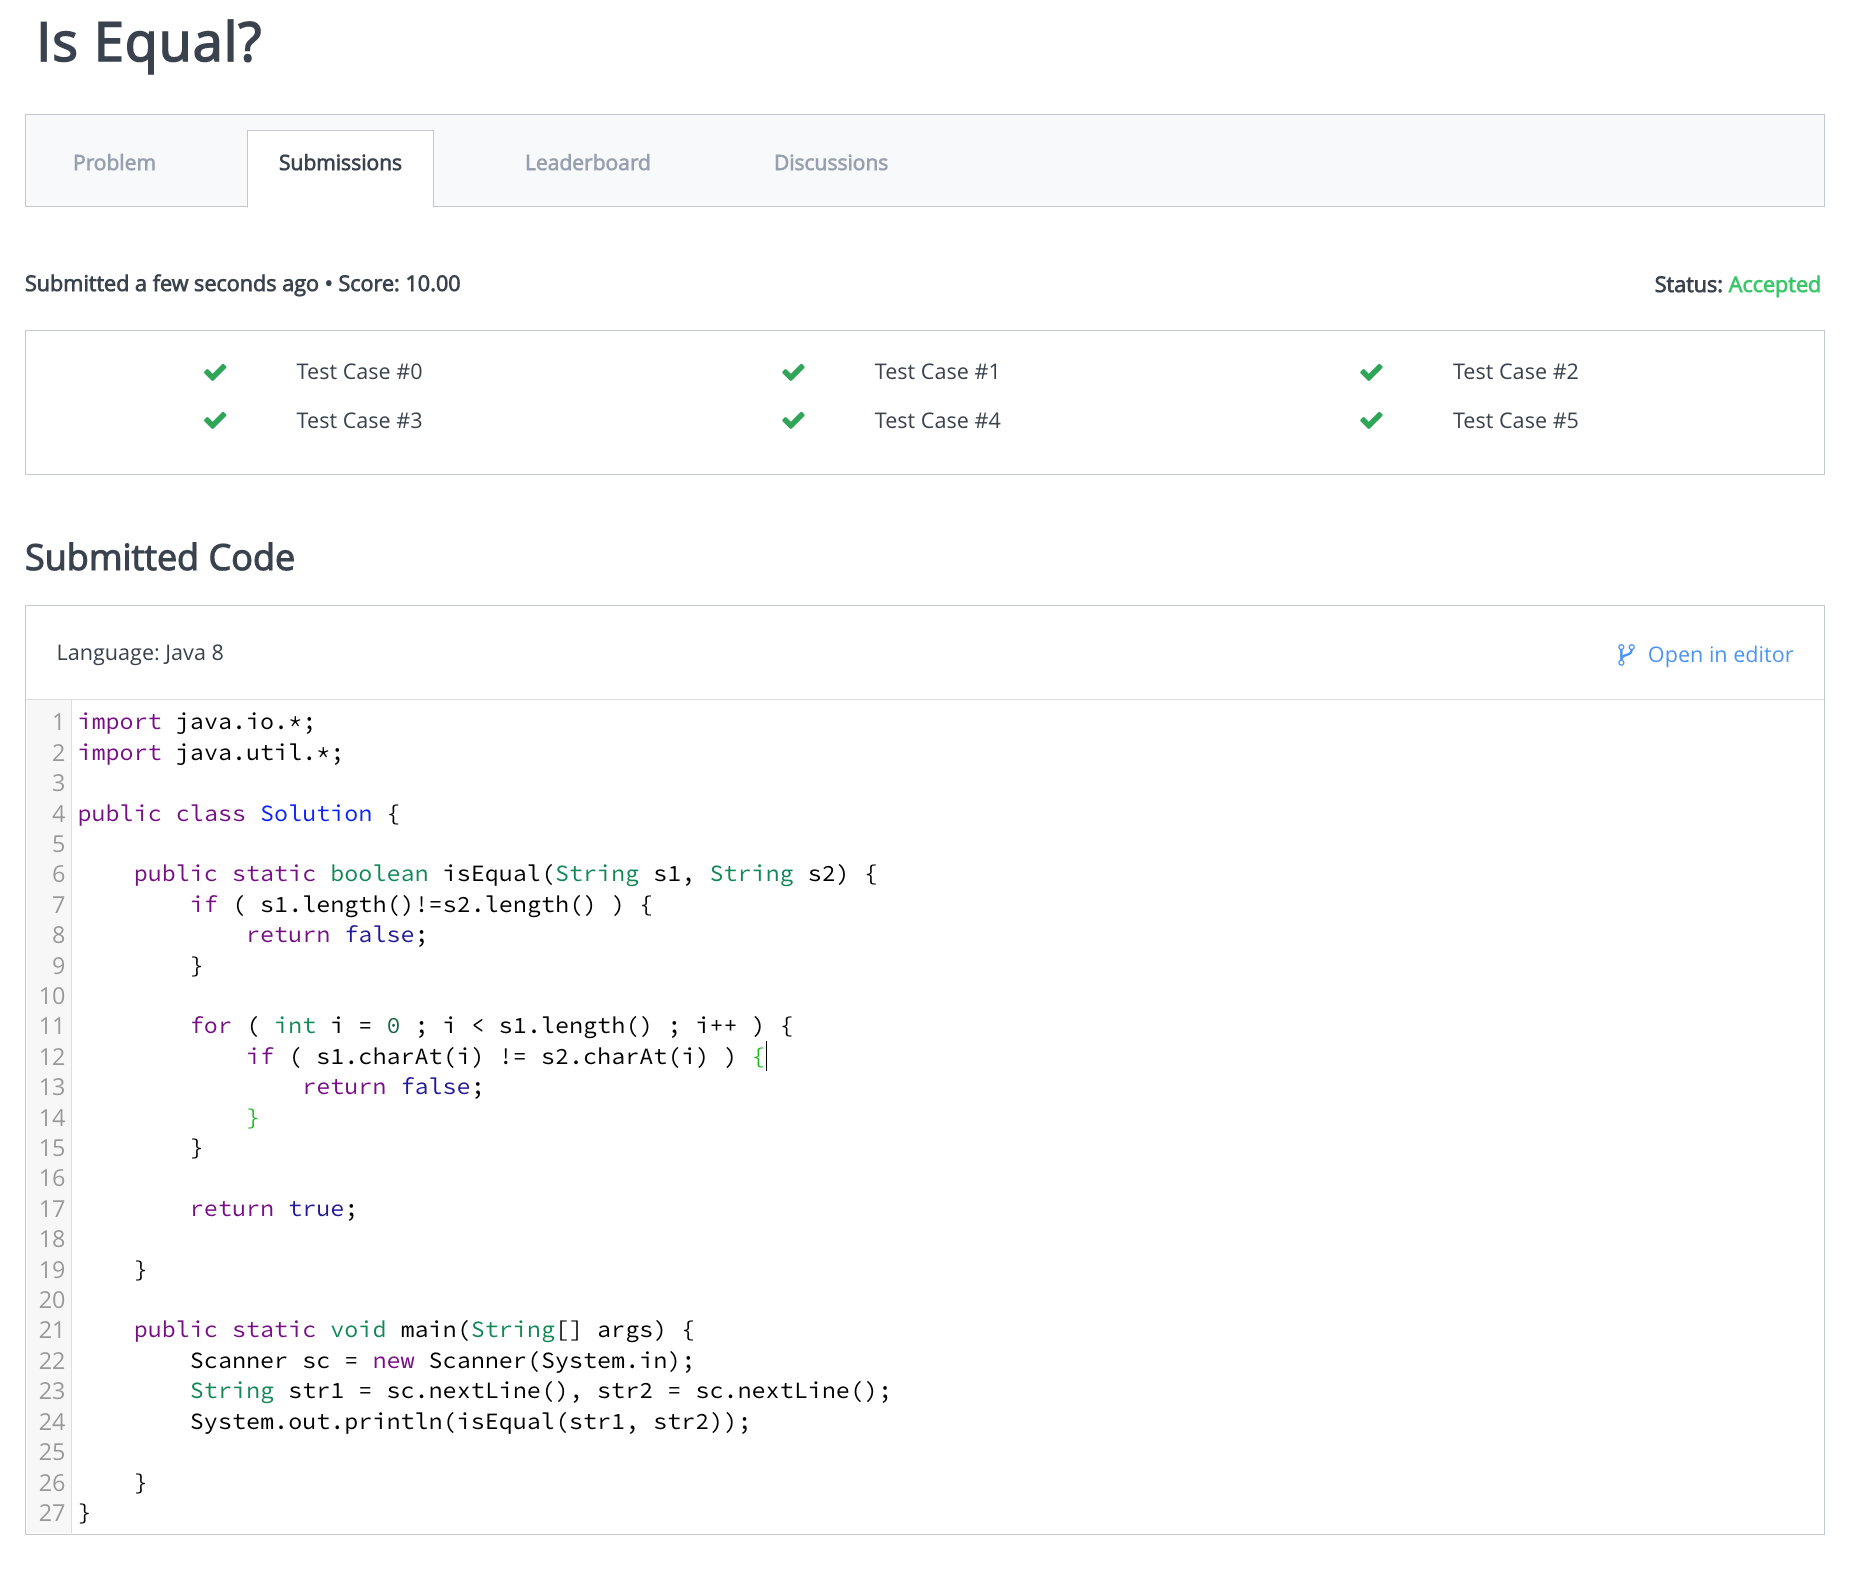 Is Equal?
Problem Submissions Leaderboard Discussions
Submitted a few seconds ago • Score: 10.00 Status: Accepted
Test Case #0 Test Case #1 Test Case #2
Test Case #3 Test Case #4 Test Case #5
Submitted Code
Language: Java 8 Open in editor
1 import java.io.*;
2 import java.util.*;
3
4 public class Solution {
5
6     public static boolean isEqual(String s1, String s2) {
7         if ( s1.length()!=s2.length() ) {
8             return false;
9         }
10
11         for ( int i = 0 ; i < s1.length() ; i++ ) {
12             if ( s1.charAt(i) != s2.charAt(i) ) {
13                 return false;
14             }
15         }
16
17         return true;
18
19     }
20
21     public static void main(String[] args) {
22         Scanner sc = new Scanner(System.in);
23         String str1 = sc.nextLine(), str2 = sc.nextLine();
24         System.out.println(isEqual(str1, str2));
25
26     }
27 }